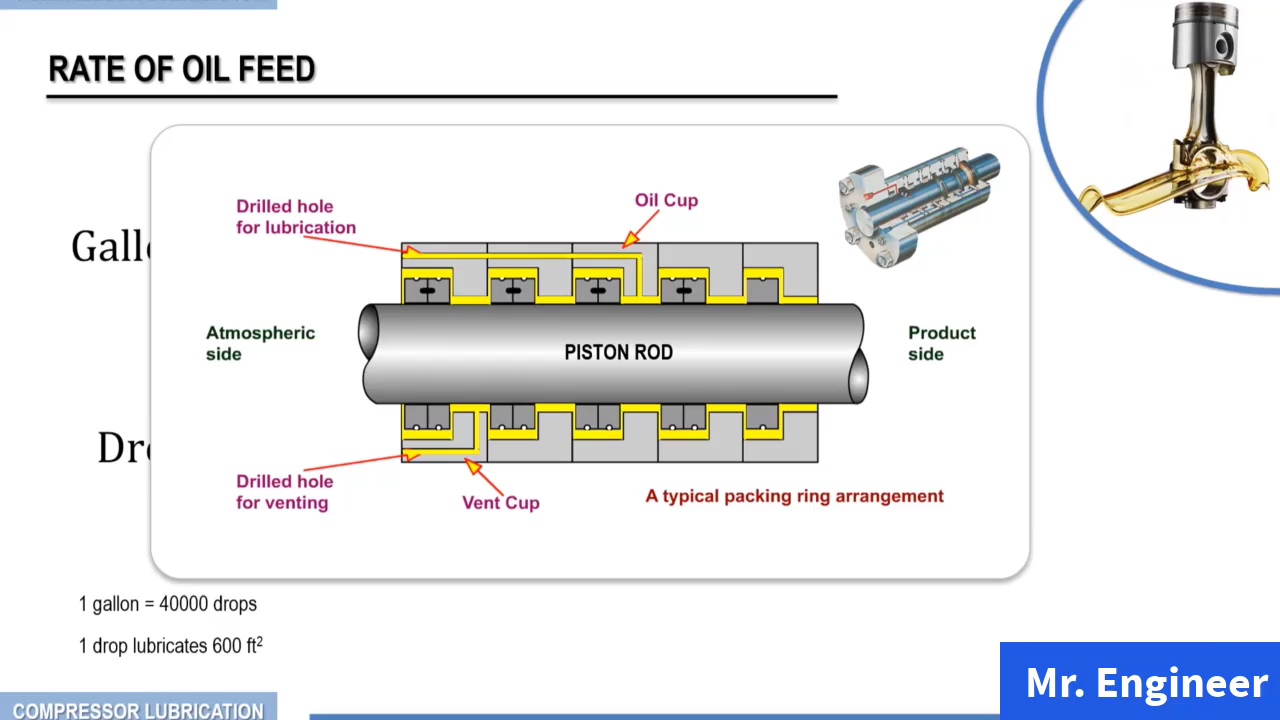 RATE OF OIL FEED
Drilled hole
for lubrication
Oil Cup
Atmospheric
side
PISTON ROD
Product
side
Drilled hole
for venting
Vent Cup
A typical packing ring arrangement
1 gallon = 40000 drops
1 drop lubricates 600 ft²
Mr. Engineer
COMPRESSOR LUBRICATION